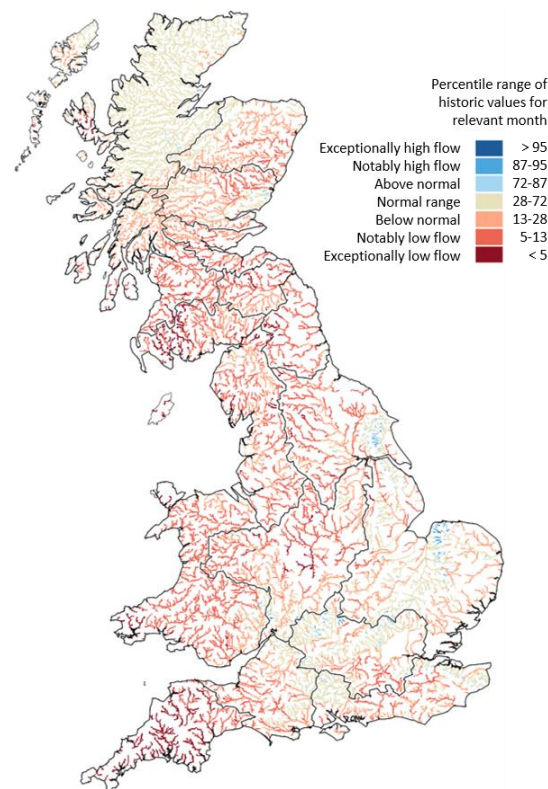 Percentile range of
historic values for
relevant month
Exceptionally high flow > 95
Notably high flow 87-95
Above normal 72-87
Normal range 28-72
Below normal 13-28
Notably low flow 5-13
Exceptionally low flow < 5